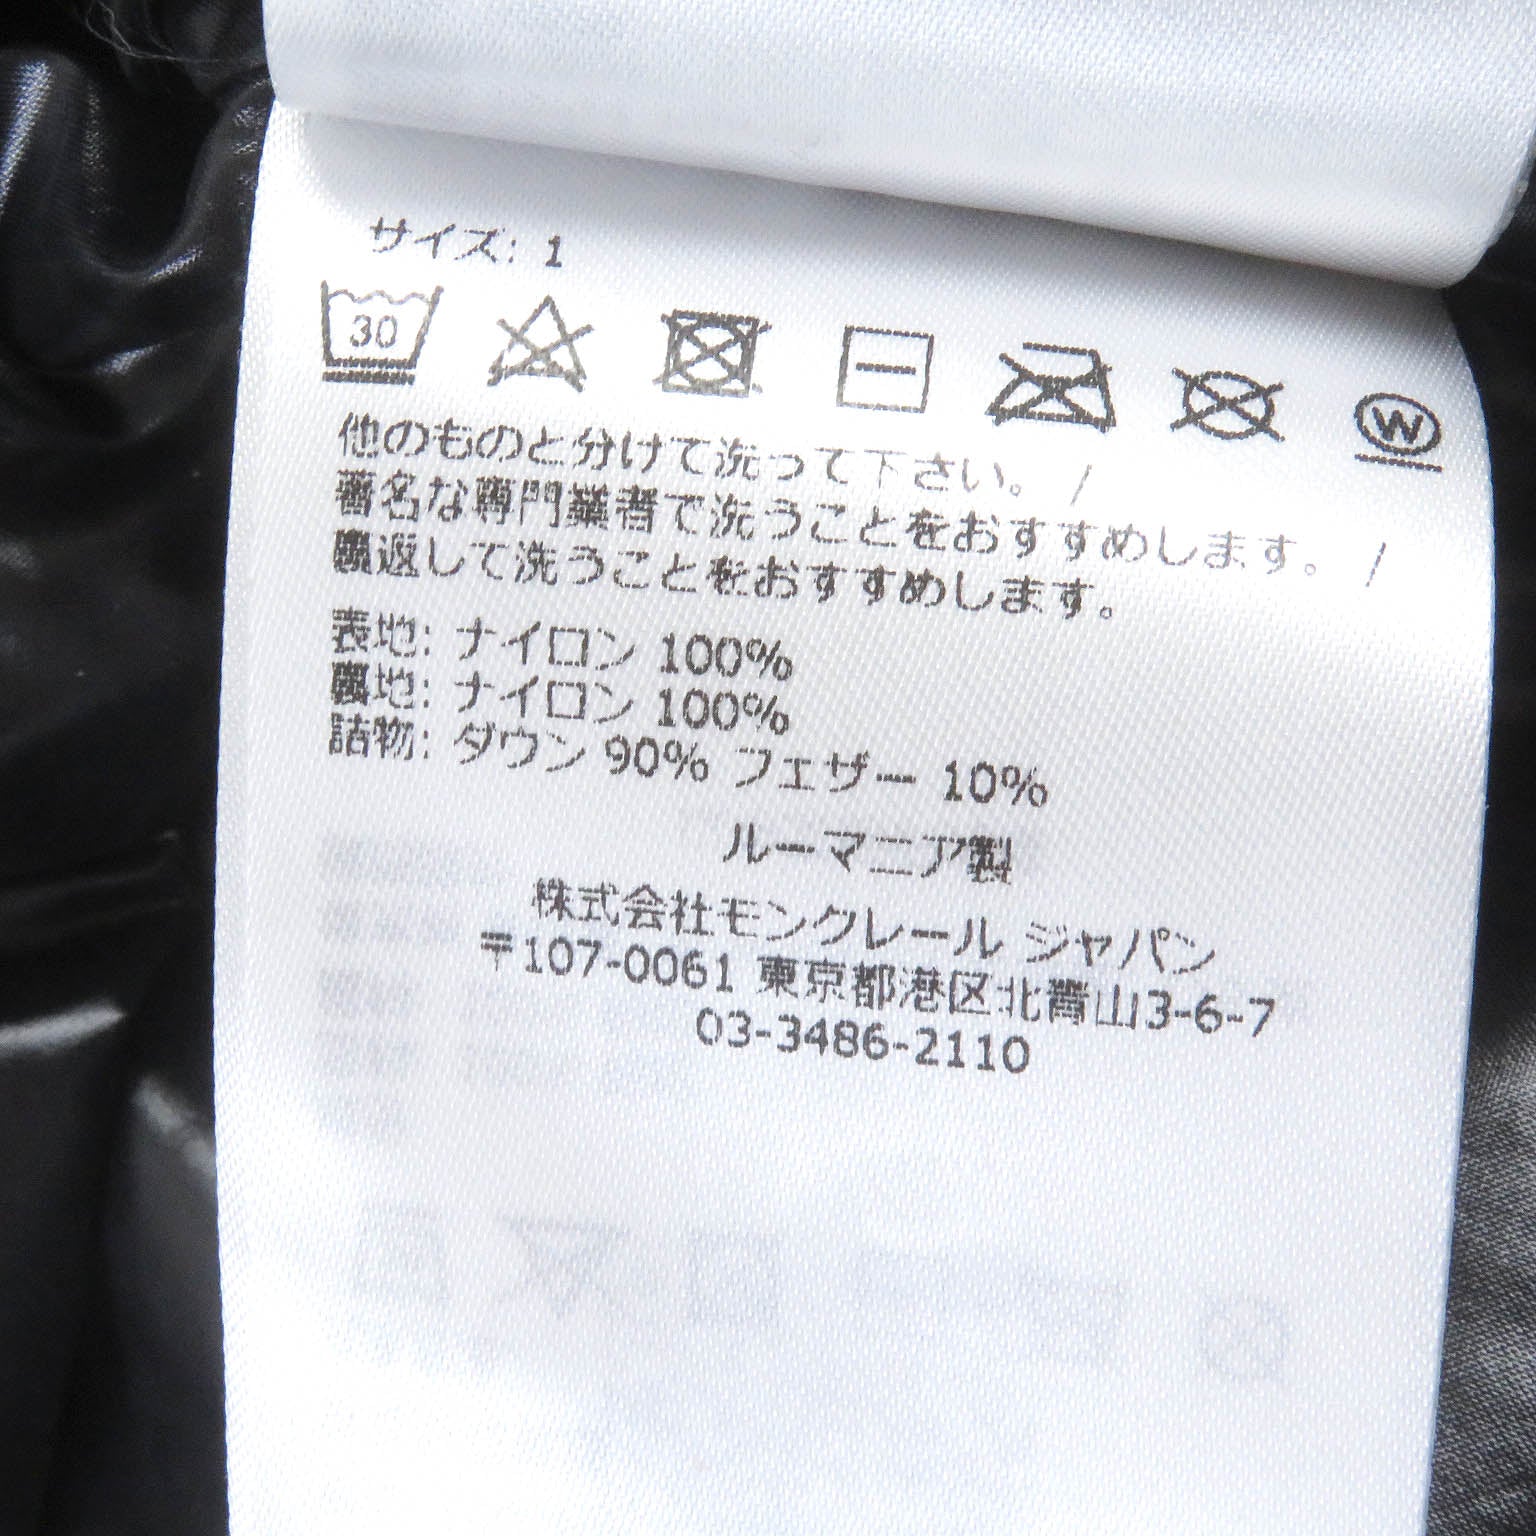 サイズ: 1
30
W
他のものと分けて洗って下さい。 /
著名な専門業者で洗うことをおすすめします。 /
裏返して洗うことをおすすめします。
表地: ナイロン 100%
裏地: ナイロン 100%
詰物: ダウン 90% フェザー 10%
ルーマニア製
株式会社モンクレール ジャパン
〒107-0061 東京都港区北青山3-6-7
03-3486-2110